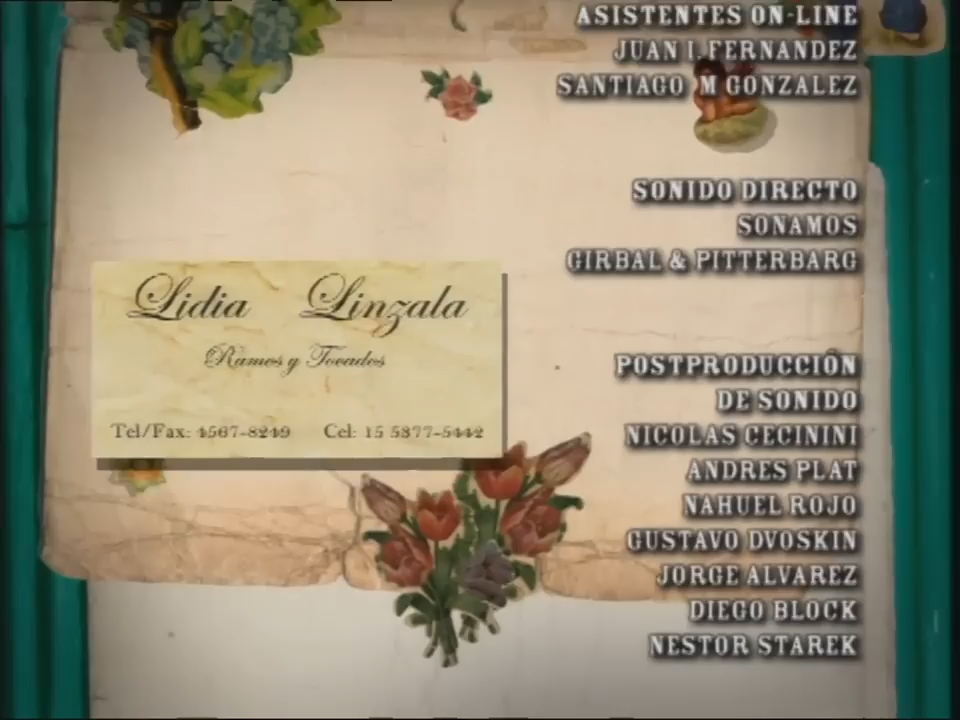 ASISTENTES ON-LINE
JUAN I. FERNANDEZ
SANTIAGO M GONZALEZ
SONIDO DIRECTO
SONAMOS
GIRBAL & PITTERBARG
Lidia Linzala
Ramos y Tocados
Tel/Fax: 4567-8249 Cel: 15 5377-5442
POSTPRODUCCIÓN
DE SONIDO
NICOLAS CECININI
ANDRES PLAT
NAHUEL ROJO
GUSTAVO DVOSKIN
JORGE ALVAREZ
DIEGO BLOCK
NESTOR STAREK